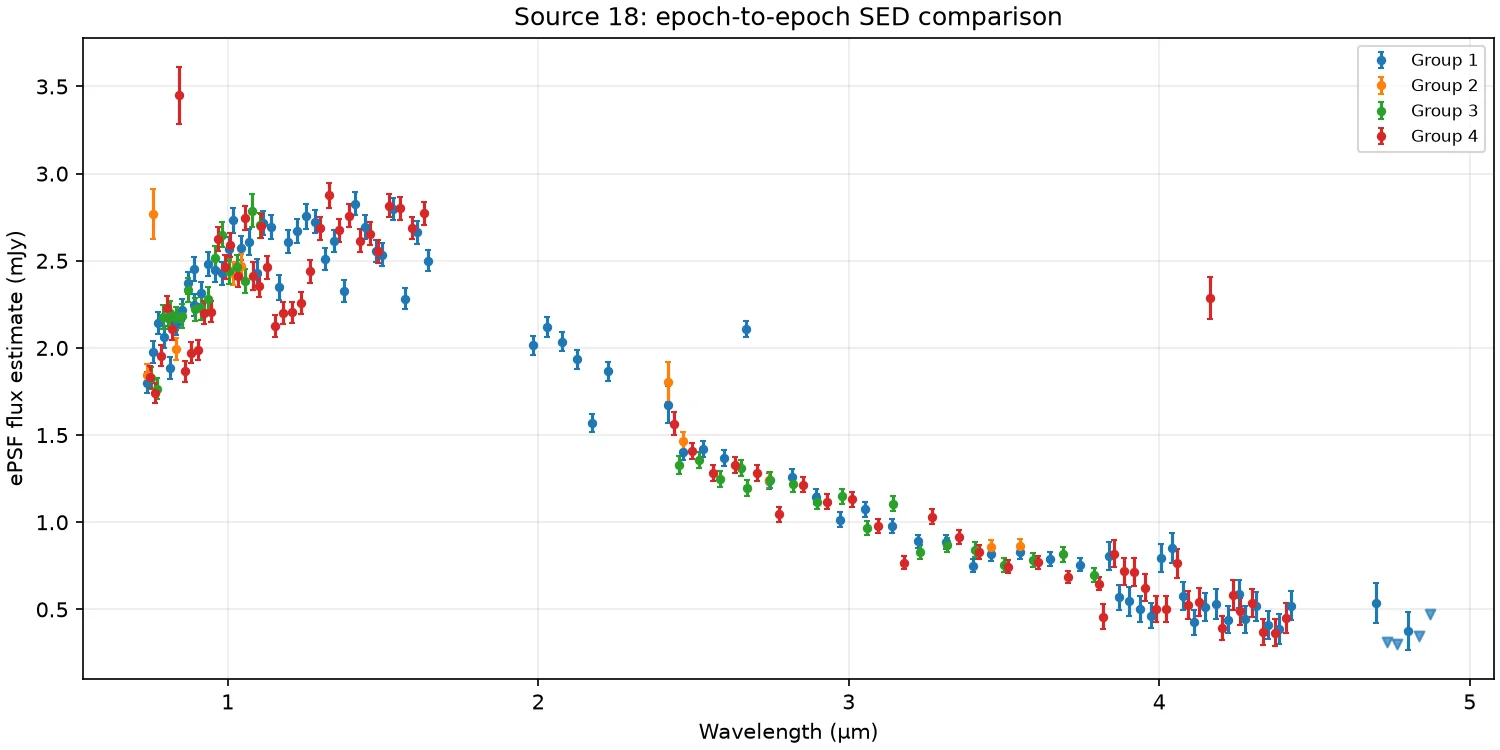 Source 18: epoch-to-epoch SED comparison
ePSF flux estimate (mJy)
3.5
3.0
2.5
2.0
1.5
1.0
0.5
Group 1
Group 2
Group 3
Group 4
1 2 3 4 5
Wavelength (μm)